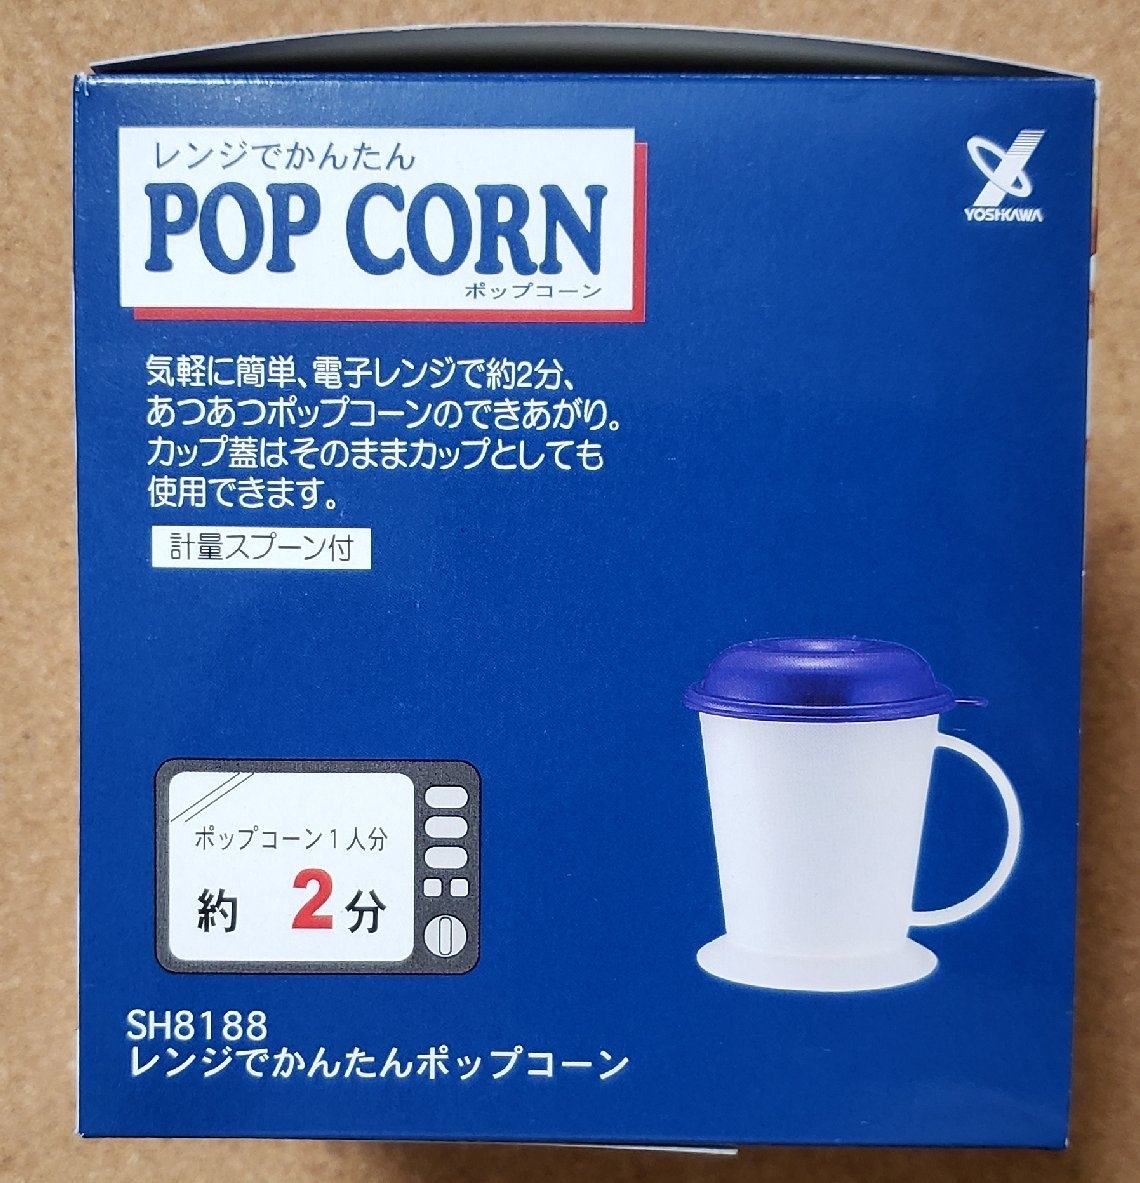 レンジでかんたん
POP CORN
ポップコーン
YOSHIKAWA
気軽に簡単、電子レンジで約2分、
あつあつポップコーンのできあがり。
カップ蓋はそのままカップとしても
使用できます。
計量スプーン付
ポップコーン1人分
約 2分
SH8188
レンジでかんたんポップコーン